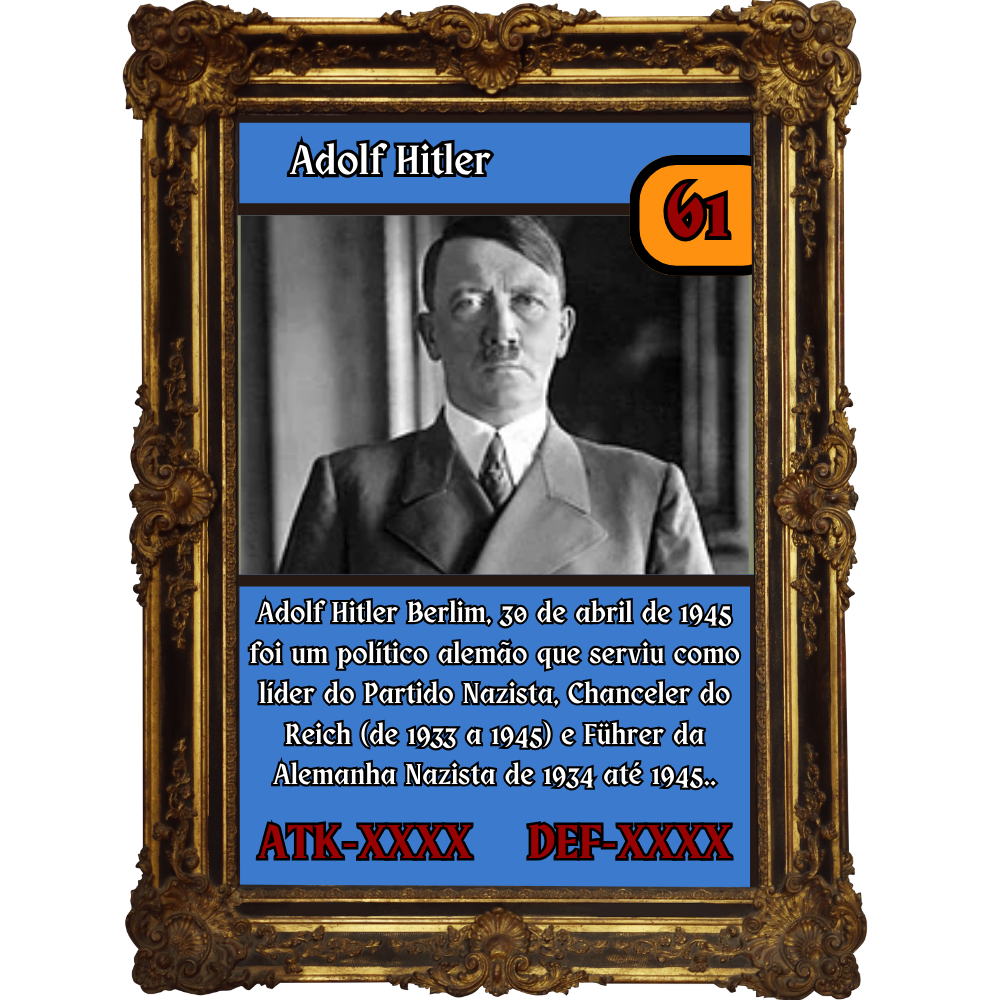 Adolf Hitler
61
Adolf Hitler Berlim, 30 de abril de 1945
foi um político alemão que serviu como
líder do Partido Nazista, Chanceler do
Reich (de 1933 a 1945) e Führer da
Alemanha Nazista de 1934 até 1945..
ATK-XXXX DEF-XXXX